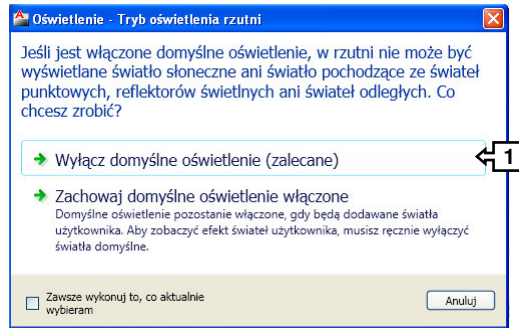 Oświetlenie - Tryb oświetlenia rzutni
Jeśli jest włączone domyślne oświetlenie, w rzutni nie może być
wyświetlane światło słoneczne ani światło pochodzące ze świateł
punktowych, reflektorów świetlnych ani świateł odległych. Co
chcesz zrobić?
Wyłącz domyślne oświetlenie (zalecane)
1
Zachowaj domyślne oświetlenie włączone
Domyślne oświetlenie pozostanie włączone, gdy będą dodawane światła
użytkownika. Aby zobaczyć efekt świateł użytkownika, musisz ręcznie wyłączyć
światła domyślne.
Zawsze wykonuj to, co aktualnie
wybieram
Anuluj